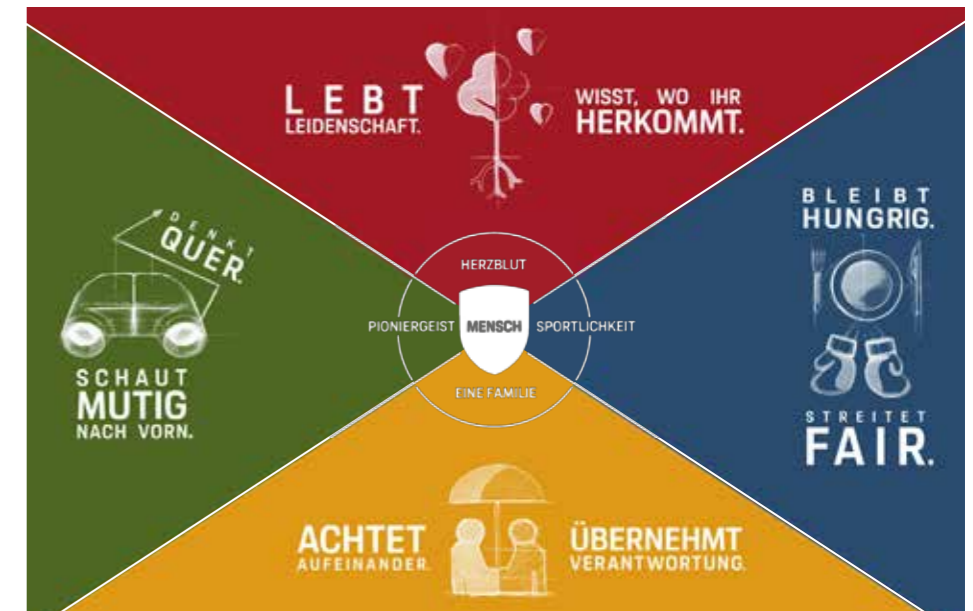 LEBT
LEIDENSCHAFT.
WISST, WO IHR
HERKOMMT.
DENKT
QUER.
SCHAUT
MUTIG
NACH VORN.
HERZBLUT
PIONIERGEIST
MENSCH
SPORTLICHKEIT
EINE FAMILIE
BLEIBT
HUNGRIG.
STREITET
FAIR.
ACHTET
AUFEINANDER.
ÜBERNEHMT
VERANTWORTUNG.